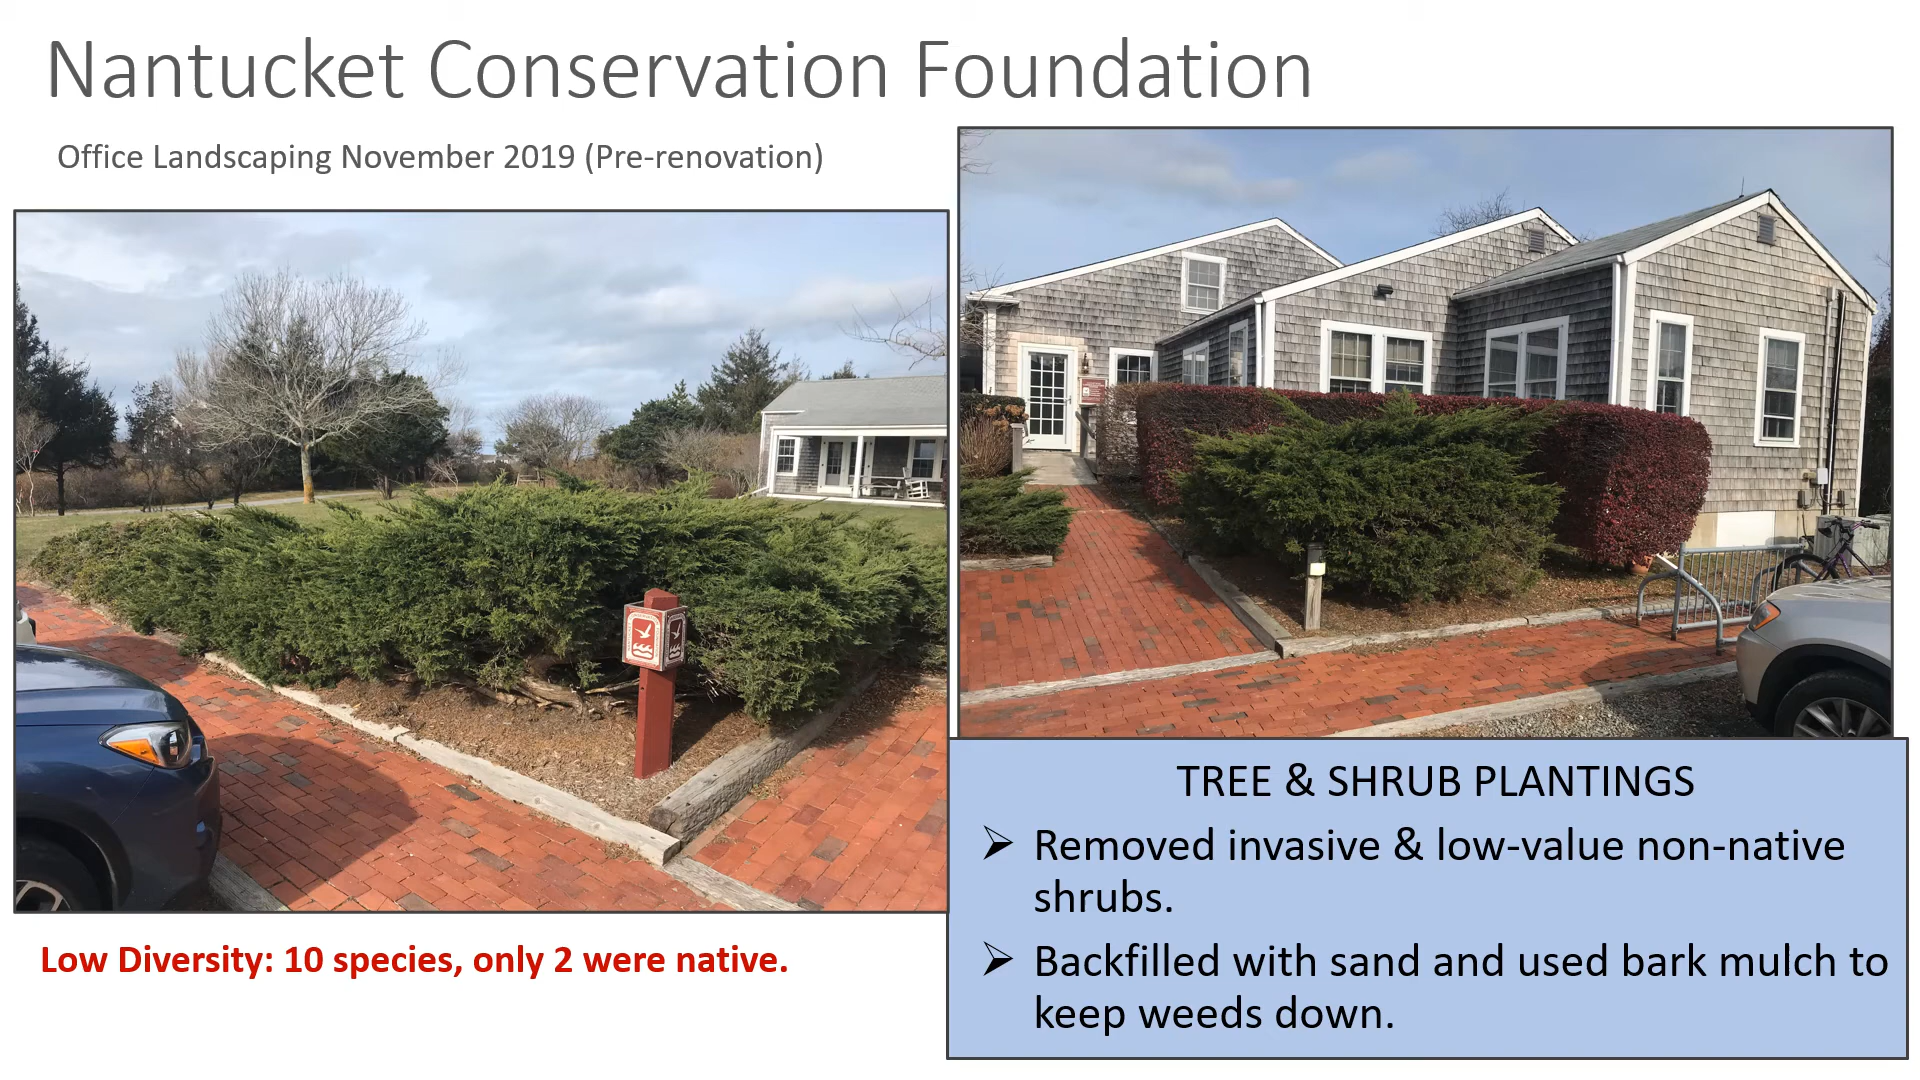 Nantucket Conservation Foundation
Office Landscaping November 2019 (Pre-renovation)
Low Diversity: 10 species, only 2 were native.
TREE & SHRUB PLANTINGS
➢ Removed invasive & low-value non-native
shrubs.
➢ Backfilled with sand and used bark mulch to
keep weeds down.